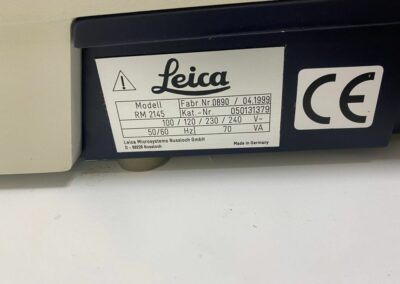 Leica
Modell Fabr.Nr.0890 / 04.1999
RM 2145 Kat.-Nr 050131379
100 / 120 / 230 / 240 V~
50/60 Hz 70 VA
Leica Microsystems Nussloch GmbH
D - 69226 Nussloch Made in Germany
CE